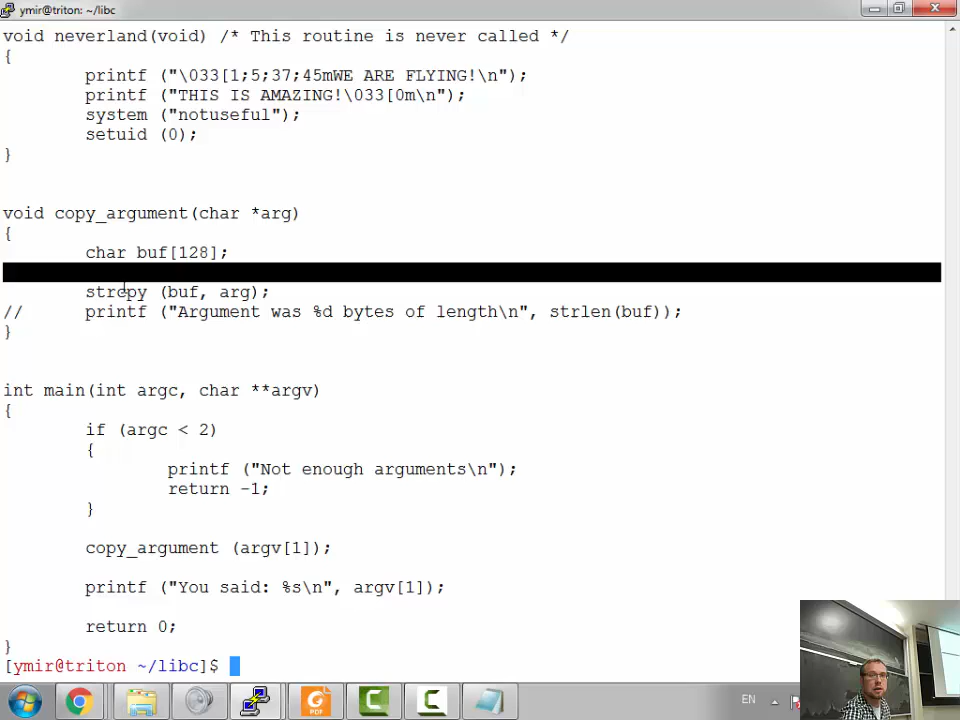 ymir@triton: ~/libc
void neverland(void) /* This routine is never called */
{
printf ("\033[1;5;37;45mWE ARE FLYING!\n");
printf ("THIS IS AMAZING!\033[0m\n");
system ("notuseful");
setuid (0);
}
void copy_argument(char *arg)
{
char buf[128];
strcpy (buf, arg);
// printf ("Argument was %d bytes of length\n", strlen(buf));
}
int main(int argc, char **argv)
{
if (argc < 2)
{
printf ("Not enough arguments\n");
return -1;
}
copy_argument (argv[1]);
printf ("You said: %s\n", argv[1]);
return 0;
}
[ymir@triton ~/libc]$
PDF
EN